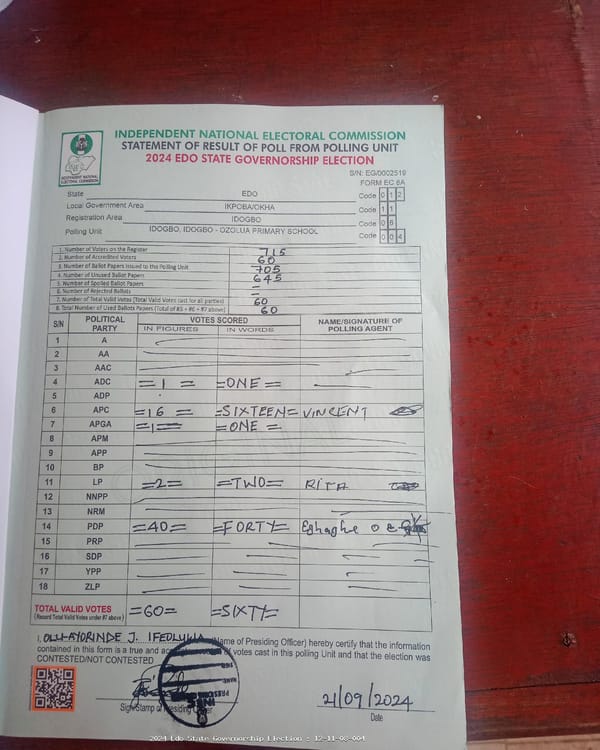 INDEPENDENT NATIONAL ELECTORAL COMMISSION
STATEMENT OF RESULT OF POLL FROM POLLING UNIT
2024 EDO STATE GOVERNORSHIP ELECTION
INDEPENDENT NATIONAL ELECTORAL COMMISSION
S/N: EG/0002519
FORM EC 8A
State EDO Code 0 1 2
Local Government Area IKPOBA/OKHA Code 1 1
Registration Area IDOGBO Code 0 8
Polling Unit IDOGBO, IDOGBO - OZOLUA PRIMARY SCHOOL Code 0 0 4
1. Number of Voters on the Register 715
2. Number of Accredited Voters 60
3. Number of Ballot Papers Issued to the Polling Unit 705
4. Number of Unused Ballot Papers 645
5. Number of Spoiled Ballot Papers =
6. Number of Rejected Ballots =
7. Number of Total Valid Votes (Total Valid Votes cast for all parties) 60
8. Total Number of Used Ballots Papers (Total of #5 + #6 + #7 above) 60
S/N POLITICAL PARTY VOTES SCORED NAME/SIGNATURE OF POLLING AGENT
IN FIGURES IN WORDS
1 A
2 AA
3 AAC
4 ADC =1= =ONE=
5 ADP
6 APC =16= =SIXTEEN= VINCENT
7 APGA =1= =ONE=
8 APM
9 APP
10 BP
11 LP =2= =TWO= RITA
12 NNPP
13 NRM
14 PDP =40= =FORTY=
15 PRP
16 SDP
17 YPP
18 ZLP
TOTAL VALID VOTES =60= =SIXTY=
(Record Total Valid Votes under #7 above)
I, OLU-AYORINDE J. IFEOLUWA (Name of Presiding Officer) hereby certify that the information
contained in this form is a true and of votes cast in this polling Unit and that the election was
CONTESTED/NOT CONTESTED
Sign/Stamp of Presiding
21/09/2024
Date
2024 Edo State Governorship Election : 12-11-08-004